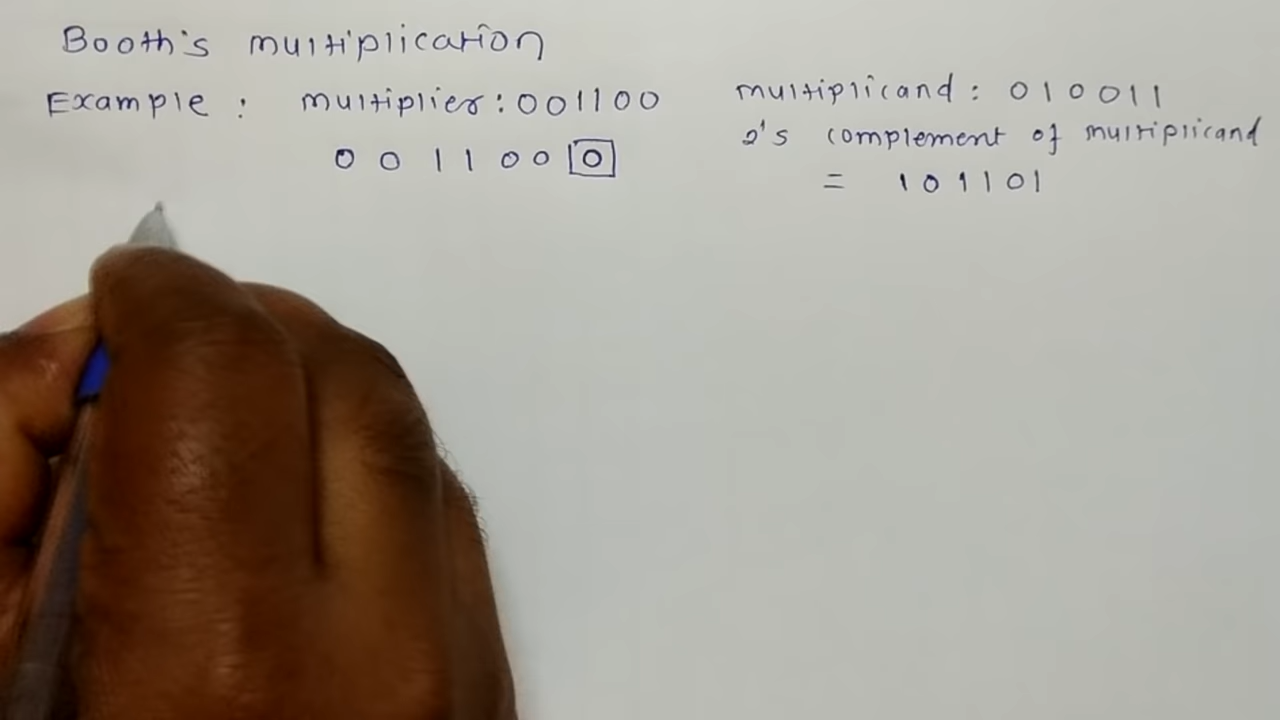 Booth's multiplication
Example : multiplier : 001100
0 0 1 1 0 0 0
multiplicand : 010011
2's complement of multiplicand
= 101101